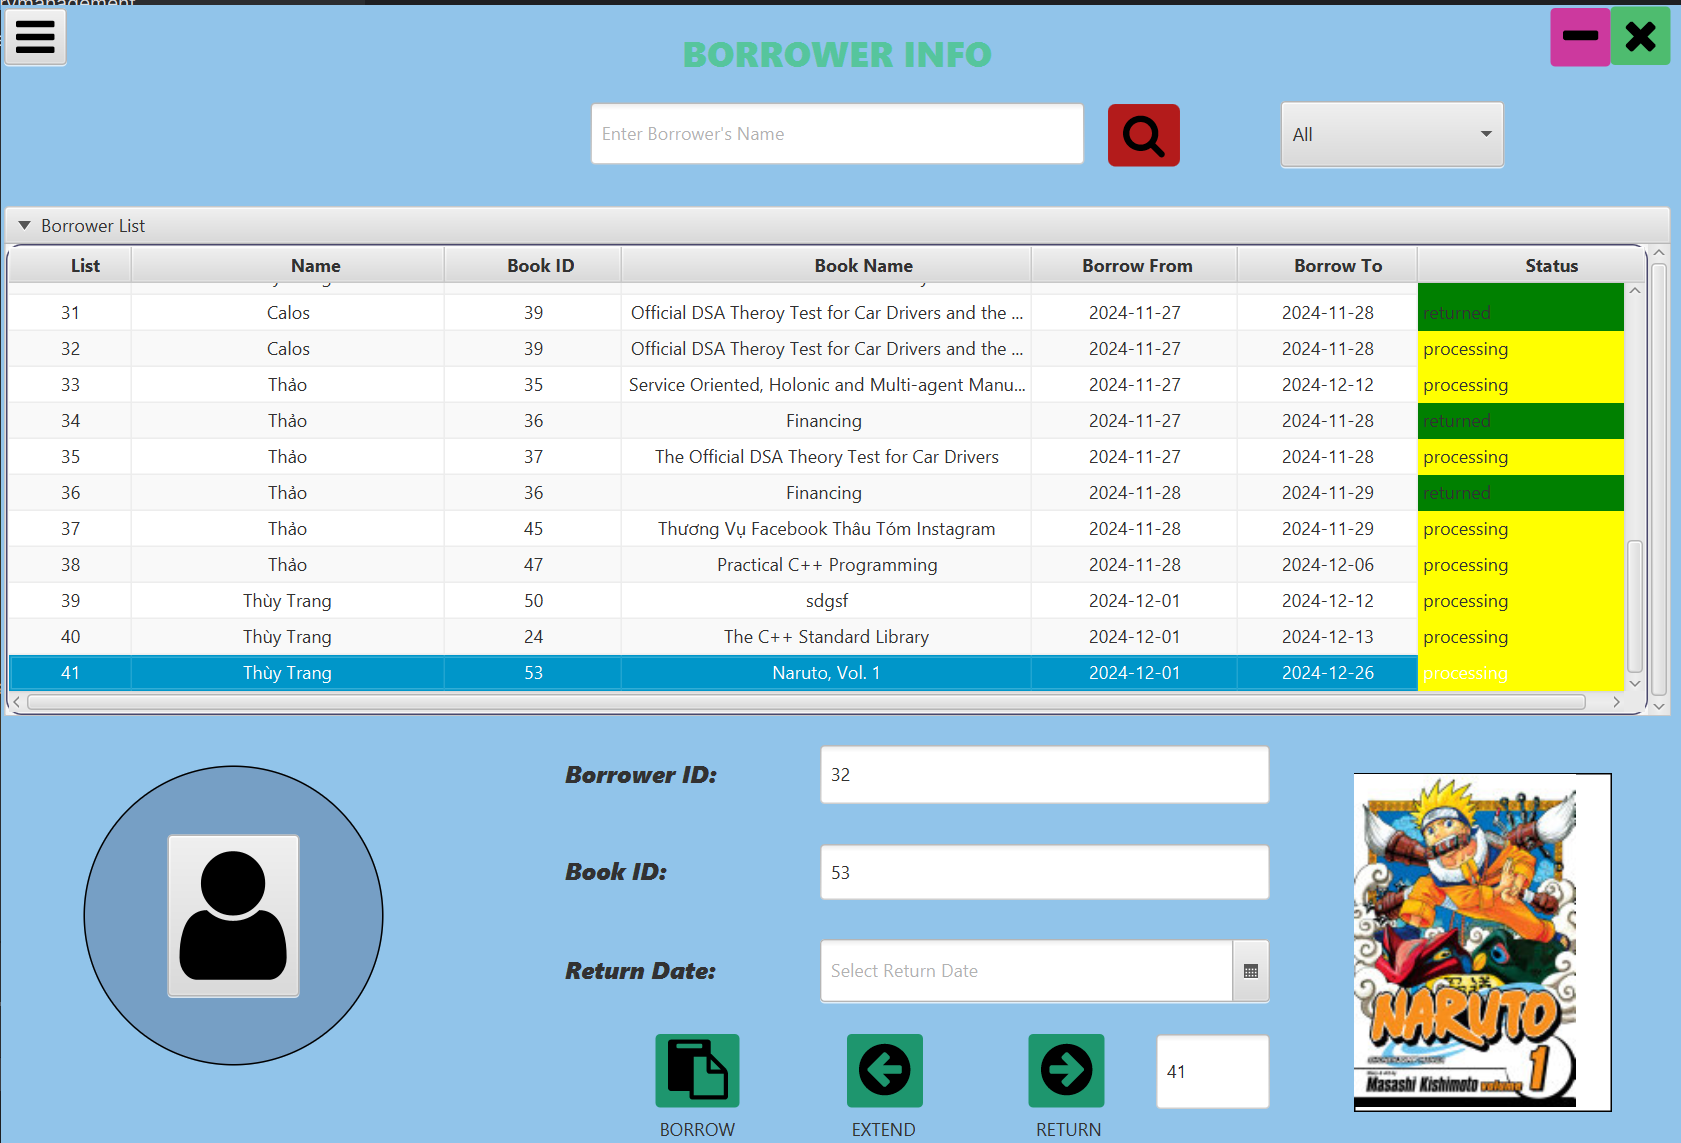 rymanagement
BORROWER INFO
Enter Borrower's Name
All
Borrower List
List Name Book ID Book Name Borrow From Borrow To Status
31 Calos 39 Official DSA Theroy Test for Car Drivers and the ... 2024-11-27 2024-11-28 returned
32 Calos 39 Official DSA Theroy Test for Car Drivers and the ... 2024-11-27 2024-11-28 processing
33 Thảo 35 Service Oriented, Holonic and Multi-agent Manu... 2024-11-27 2024-12-12 processing
34 Thảo 36 Financing 2024-11-27 2024-11-28 returned
35 Thảo 37 The Official DSA Theory Test for Car Drivers 2024-11-27 2024-11-28 processing
36 Thảo 36 Financing 2024-11-28 2024-11-29 returned
37 Thảo 45 Thương Vụ Facebook Thâu Tóm Instagram 2024-11-28 2024-11-29 processing
38 Thảo 47 Practical C++ Programming 2024-11-28 2024-12-06 processing
39 Thùy Trang 50 sdgsf 2024-12-01 2024-12-12 processing
40 Thùy Trang 24 The C++ Standard Library 2024-12-01 2024-12-13 processing
41 Thùy Trang 53 Naruto, Vol. 1 2024-12-01 2024-12-26 processing
Borrower ID: 32
Book ID: 53
Return Date: Select Return Date
41
BORROW EXTEND RETURN
NARUTO
1
Masashi Kishimoto volume